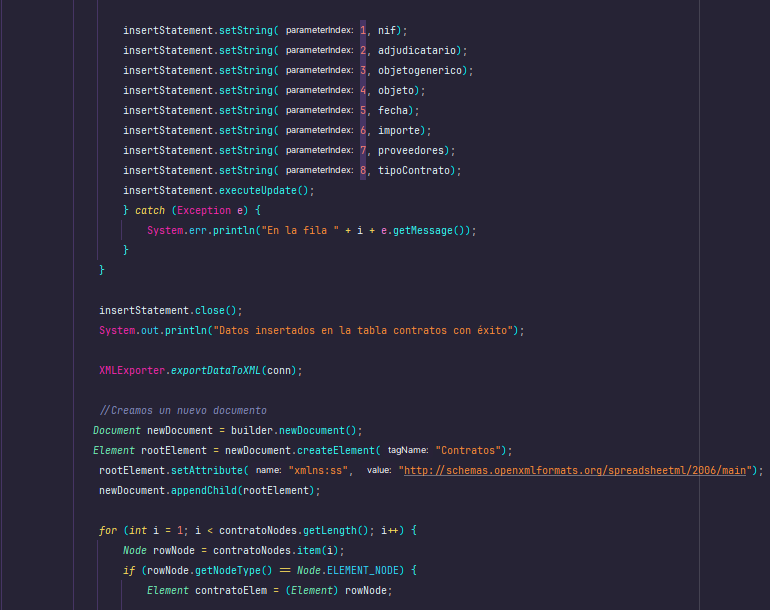 insertStatement.setString( parameterIndex: 1, nif);
insertStatement.setString( parameterIndex: 2, adjudicatario);
insertStatement.setString( parameterIndex: 3, objetogenerico);
insertStatement.setString( parameterIndex: 4, objeto);
insertStatement.setString( parameterIndex: 5, fecha);
insertStatement.setString( parameterIndex: 6, importe);
insertStatement.setString( parameterIndex: 7, proveedores);
insertStatement.setString( parameterIndex: 8, tipoContrato);
insertStatement.executeUpdate();
} catch (Exception e) {
System.err.println("En la fila " + i + e.getMessage());
}
}
insertStatement.close();
System.out.println("Datos insertados en la tabla contratos con éxito");
XMLExporter.exportDataToXML(conn);
//Creamos un nuevo documento
Document newDocument = builder.newDocument();
Element rootElement = newDocument.createElement( tagName: "Contratos");
rootElement.setAttribute( name: "xmlns:ss", value: "http://schemas.openxmlformats.org/spreadsheetml/2006/main");
newDocument.appendChild(rootElement);
for (int i = 1; i < contratoNodes.getLength(); i++) {
Node rowNode = contratoNodes.item(i);
if (rowNode.getNodeType() == Node.ELEMENT_NODE) {
Element contratoElem = (Element) rowNode;